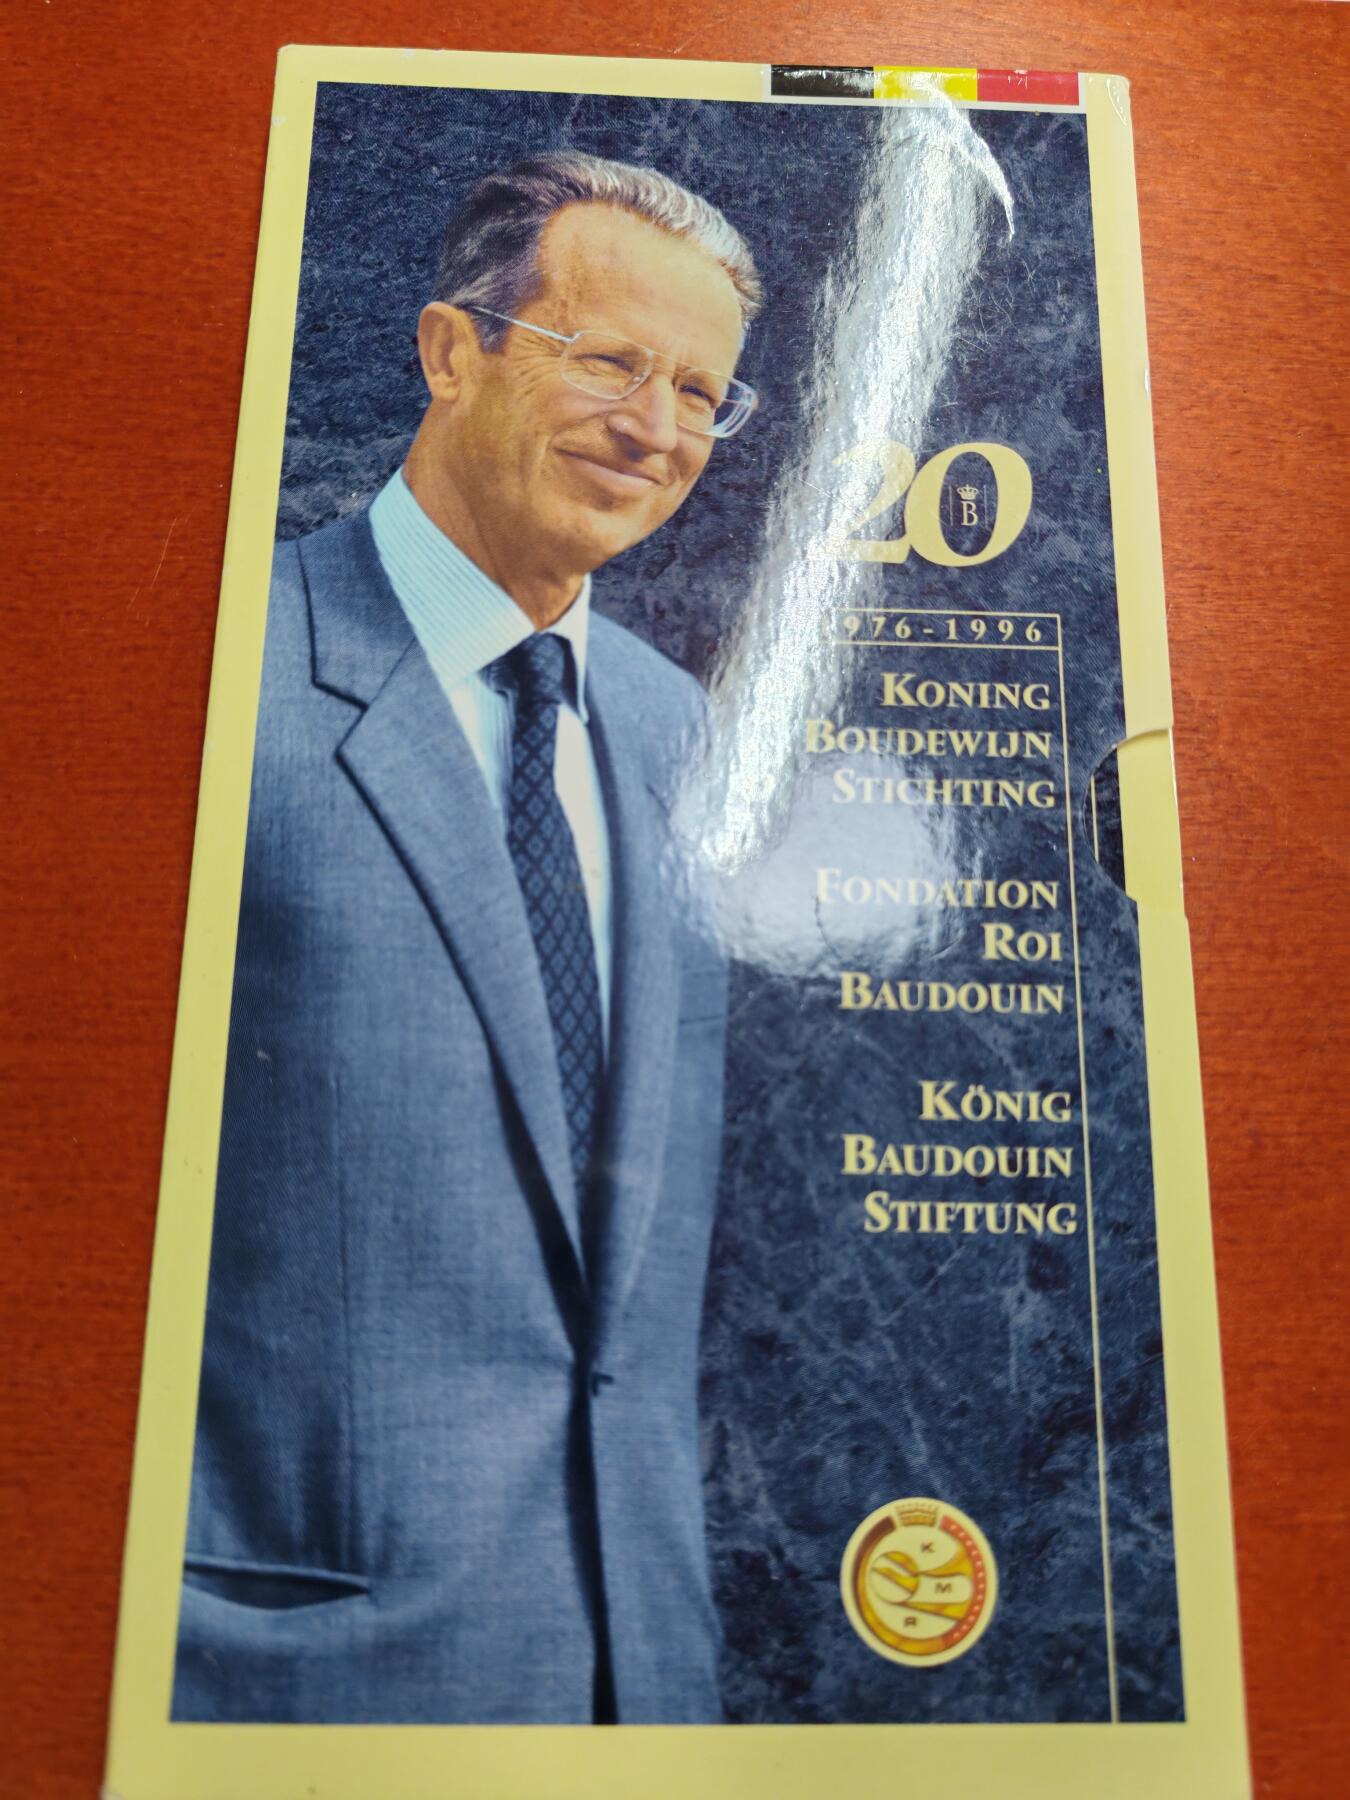 20
B
1976-1996
KONING
BOUDEWIJN
STICHTING
FONDATION
ROI
BAUDOUIN
KÖNIG
BAUDOUIN
STIFTUNG
K
M
R